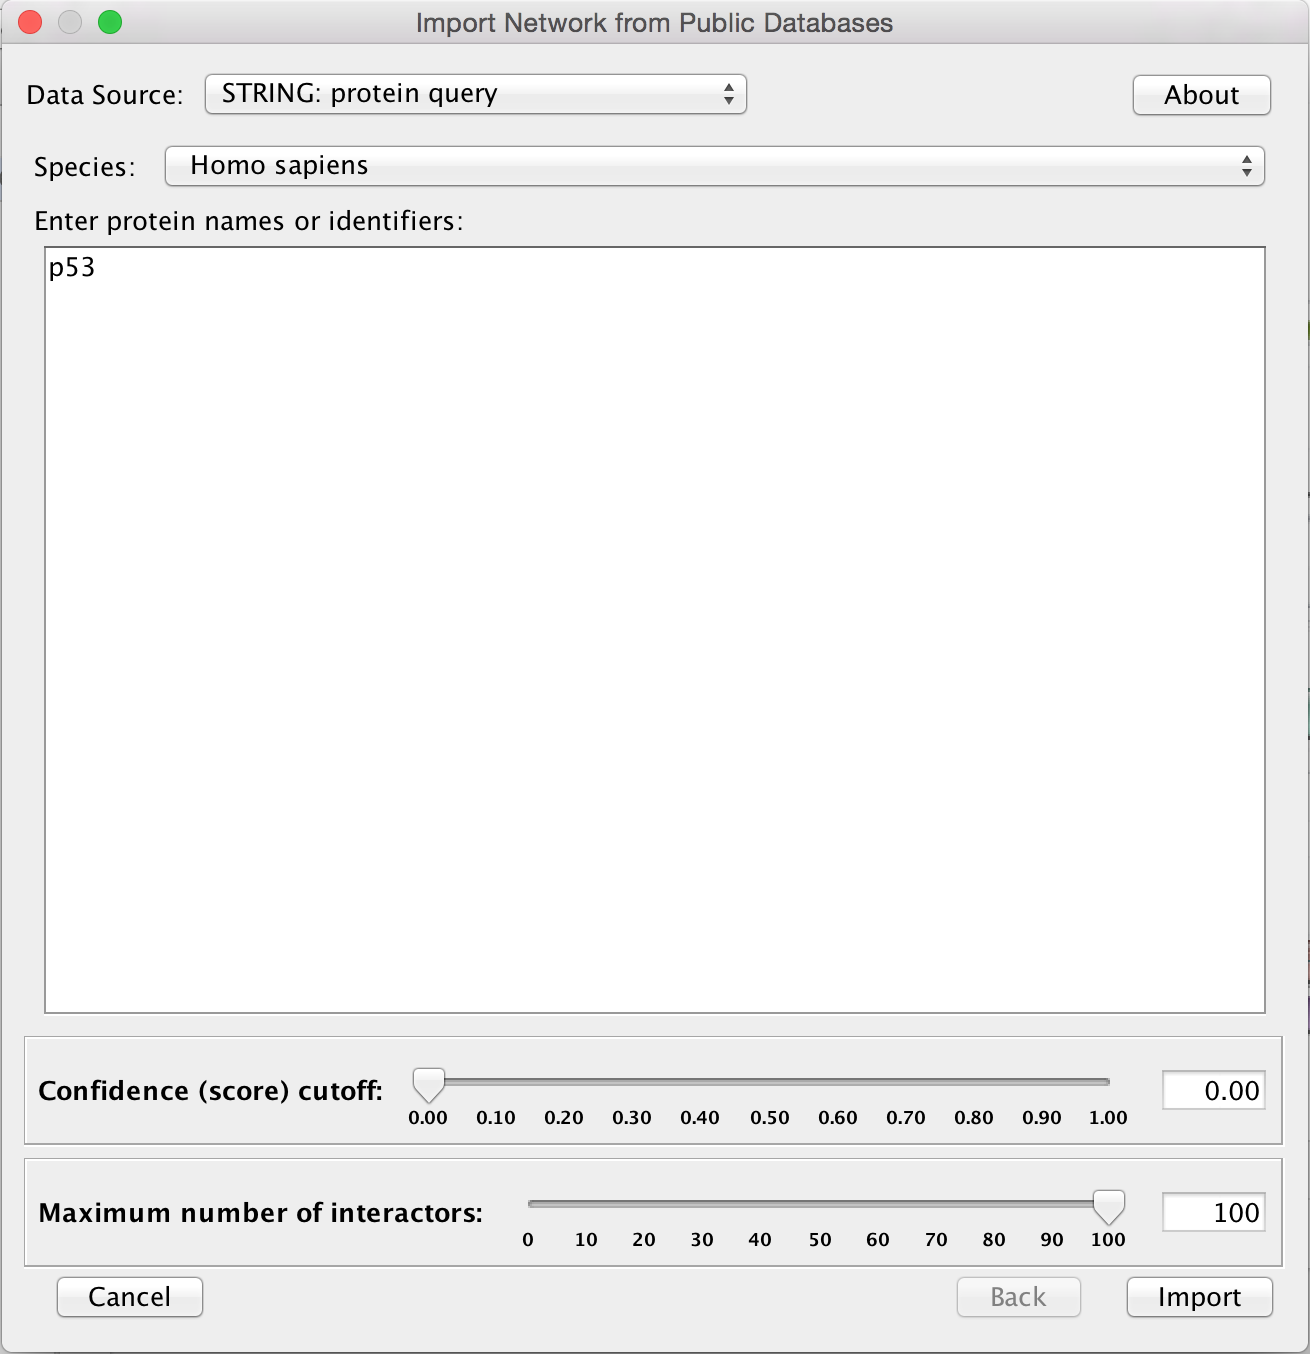 Import Network from Public Databases
Data Source: STRING: protein query About
Species: Homo sapiens
Enter protein names or identifiers:
p53
Confidence (score) cutoff: 0.00
0.00 0.10 0.20 0.30 0.40 0.50 0.60 0.70 0.80 0.90 1.00
Maximum number of interactors: 100
0 10 20 30 40 50 60 70 80 90 100
Cancel Back Import